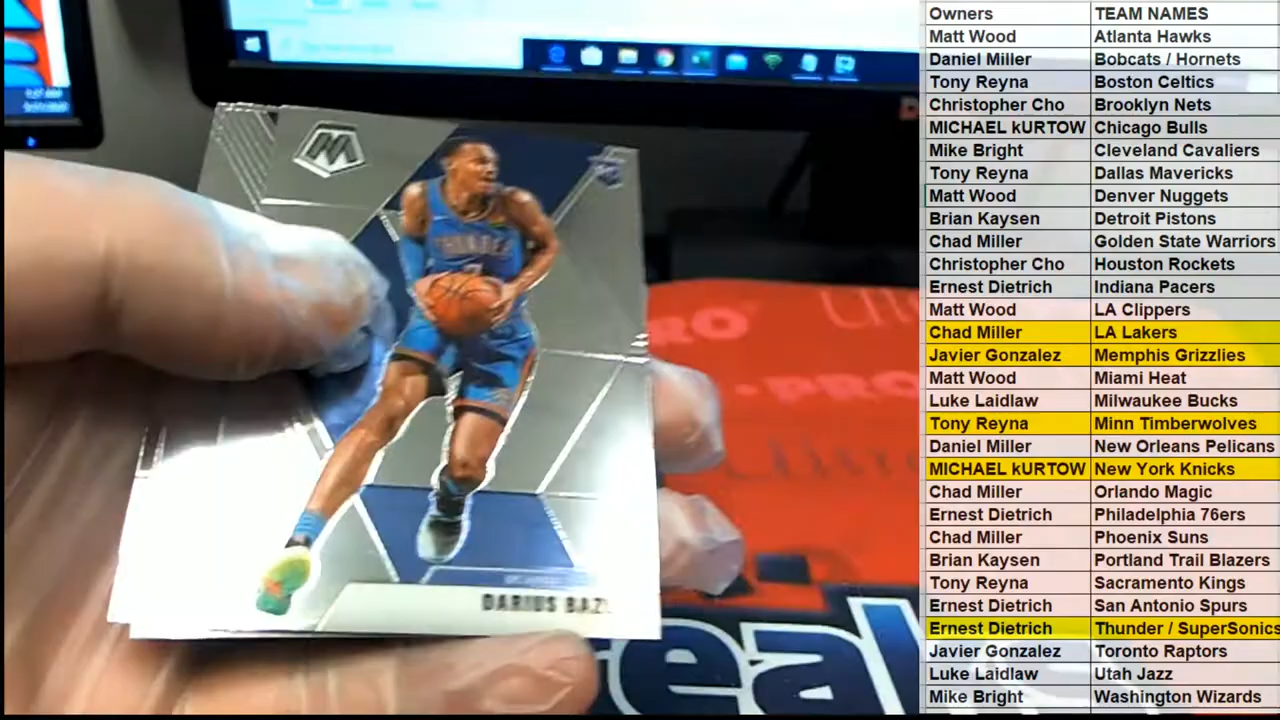 Owners TEAM NAMES
Matt Wood Atlanta Hawks
Daniel Miller Bobcats / Hornets
Tony Reyna Boston Celtics
Christopher Cho Brooklyn Nets
MICHAEL kURTOW Chicago Bulls
Mike Bright Cleveland Cavaliers
Tony Reyna Dallas Mavericks
Matt Wood Denver Nuggets
Brian Kaysen Detroit Pistons
Chad Miller Golden State Warriors
Christopher Cho Houston Rockets
Ernest Dietrich Indiana Pacers
Matt Wood LA Clippers
Chad Miller LA Lakers
Javier Gonzalez Memphis Grizzlies
Matt Wood Miami Heat
Luke Laidlaw Milwaukee Bucks
Tony Reyna Minn Timberwolves
Daniel Miller New Orleans Pelicans
MICHAEL kURTOW New York Knicks
Chad Miller Orlando Magic
Ernest Dietrich Philadelphia 76ers
Chad Miller Phoenix Suns
Brian Kaysen Portland Trail Blazers
Tony Reyna Sacramento Kings
Ernest Dietrich San Antonio Spurs
Ernest Dietrich Thunder / SuperSonics
Javier Gonzalez Toronto Raptors
Luke Laidlaw Utah Jazz
Mike Bright Washington Wizards
M
THUNDER
DARIUS BAZ
PRO
PRO
real